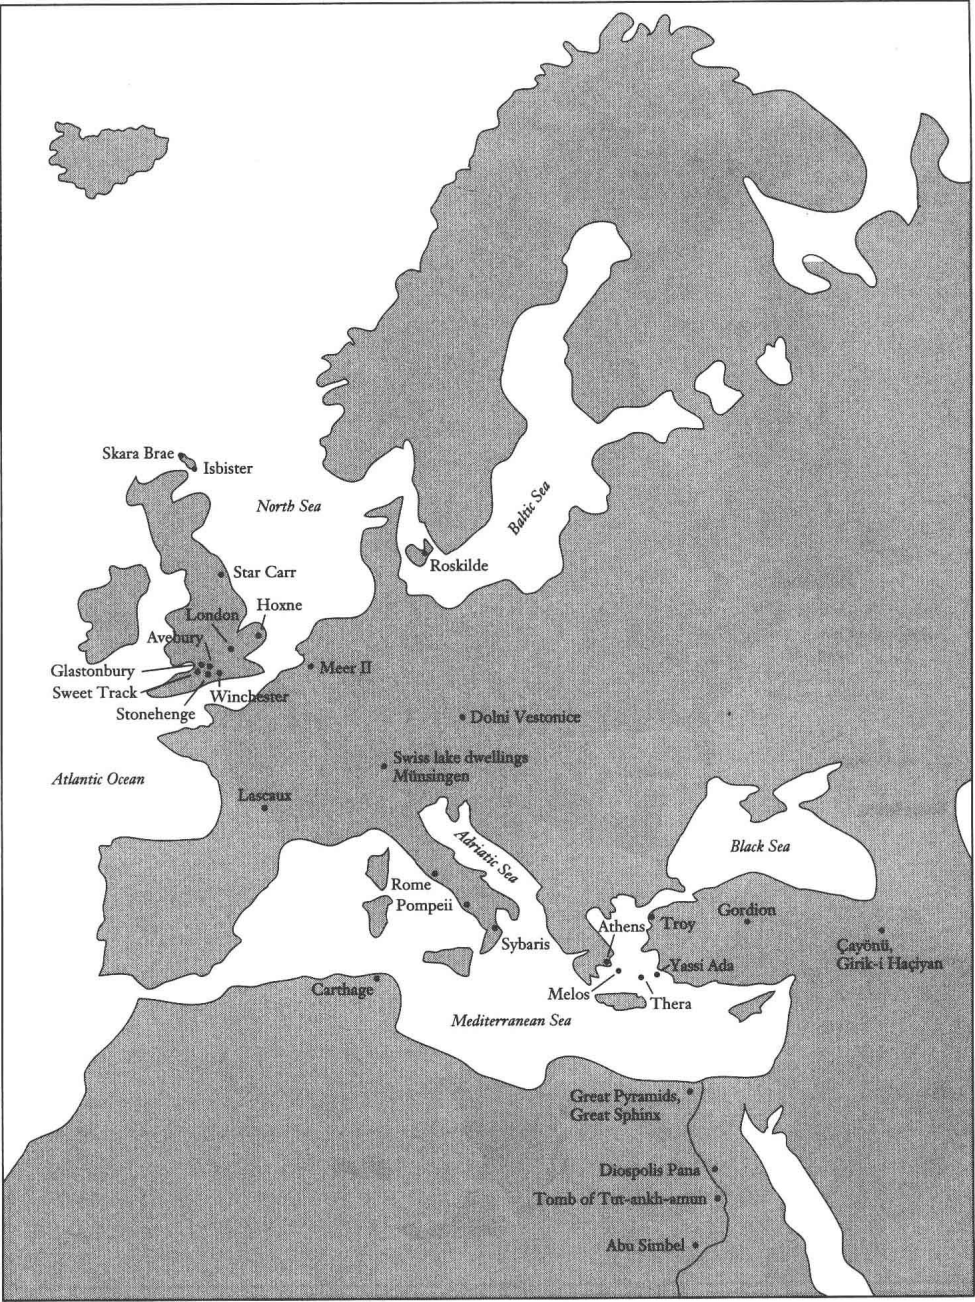 Skara Brae
Isbister
North Sea
Baltic Sea
Roskilde
Star Carr
Hoxne
London
Avebury
Glastonbury
Sweet Track
Stonehenge
Winchester
Meer II
Dolni Vestonice
Atlantic Ocean
Swiss lake dwellings
Münsingen
Lascaux
Adriatic Sea
Black Sea
Rome
Pompeii
Sybaris
Athens
Troy
Gordion
Çayönü,
Girik-i Haçiyan
Yassi Ada
Carthage
Melos
Thera
Mediterranean Sea
Great Pyramids,
Great Sphinx
Diospolis Pana
Tomb of Tut-ankh-amun
Abu Simbel